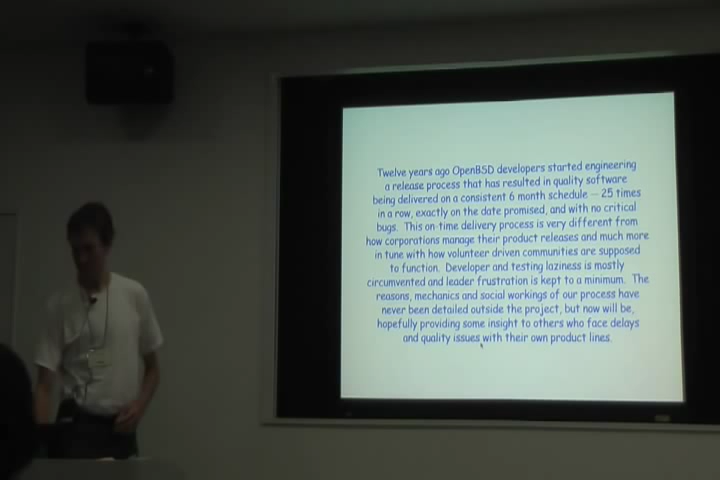 Twelve years ago OpenBSD developers started engineering
a release process that has resulted in quality software
being delivered on a consistent 6 month schedule — 25 times
in a row, exactly on the date promised, and with no critical
bugs. This on-time delivery process is very different from
how corporations manage their product releases and much more
in tune with how volunteer driven communities are supposed
to function. Developer and testing laziness is mostly
circumvented and leader frustration is kept to a minimum. The
reasons, mechanics and social workings of our process have
never been detailed outside the project, but now will be,
hopefully providing some insight to others who face delays
and quality issues with their own product lines.